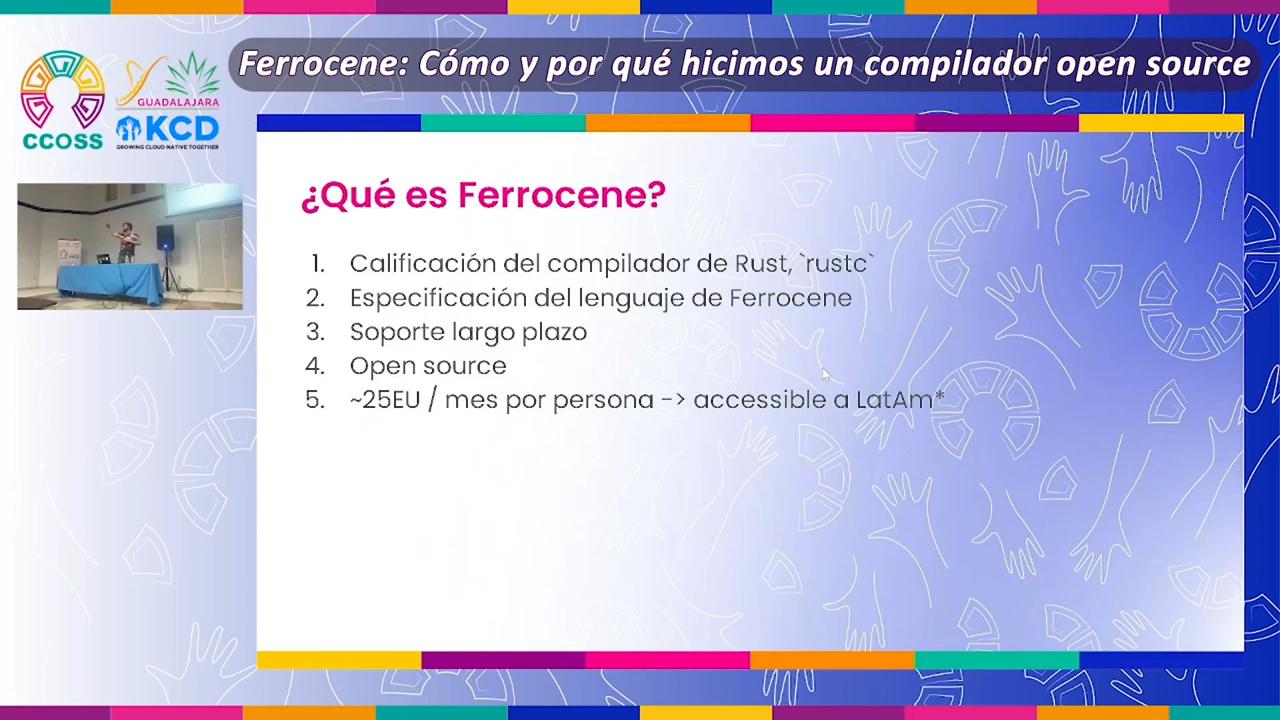 Ferrocene: Cómo y por qué hicimos un compilador open source
CCOSS
GUADALAJARA
KCD
GROWING CLOUD NATIVE TOGETHER
¿Qué es Ferrocene?
1. Calificación del compilador de Rust, `rustc`
2. Especificación del lenguaje de Ferrocene
3. Soporte largo plazo
4. Open source
5. ~25EU / mes por persona -> accessible a LatAm*